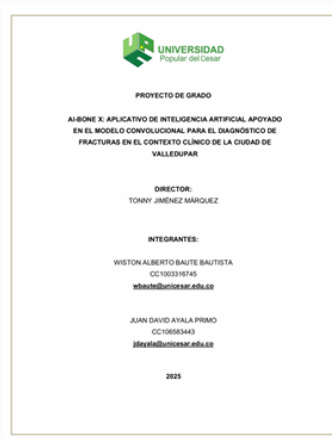 UNIVERSIDAD
Popular del Cesar
PROYECTO DE GRADO
AI-BONE X: APLICATIVO DE INTELIGENCIA ARTIFICIAL APOYADO
EN EL MODELO CONVOLUCIONAL PARA EL DIAGNÓSTICO DE
FRACTURAS EN EL CONTEXTO CLÍNICO DE LA CIUDAD DE
VALLEDUPAR
DIRECTOR:
TONNY JIMÉNEZ MÁRQUEZ
INTEGRANTES:
WISTON ALBERTO BAUTE BAUTISTA
CC1003316745
wbaute@unicesar.edu.co
JUAN DAVID AYALA PRIMO
CC106583443
jdayala@unicesar.edu.co
2025